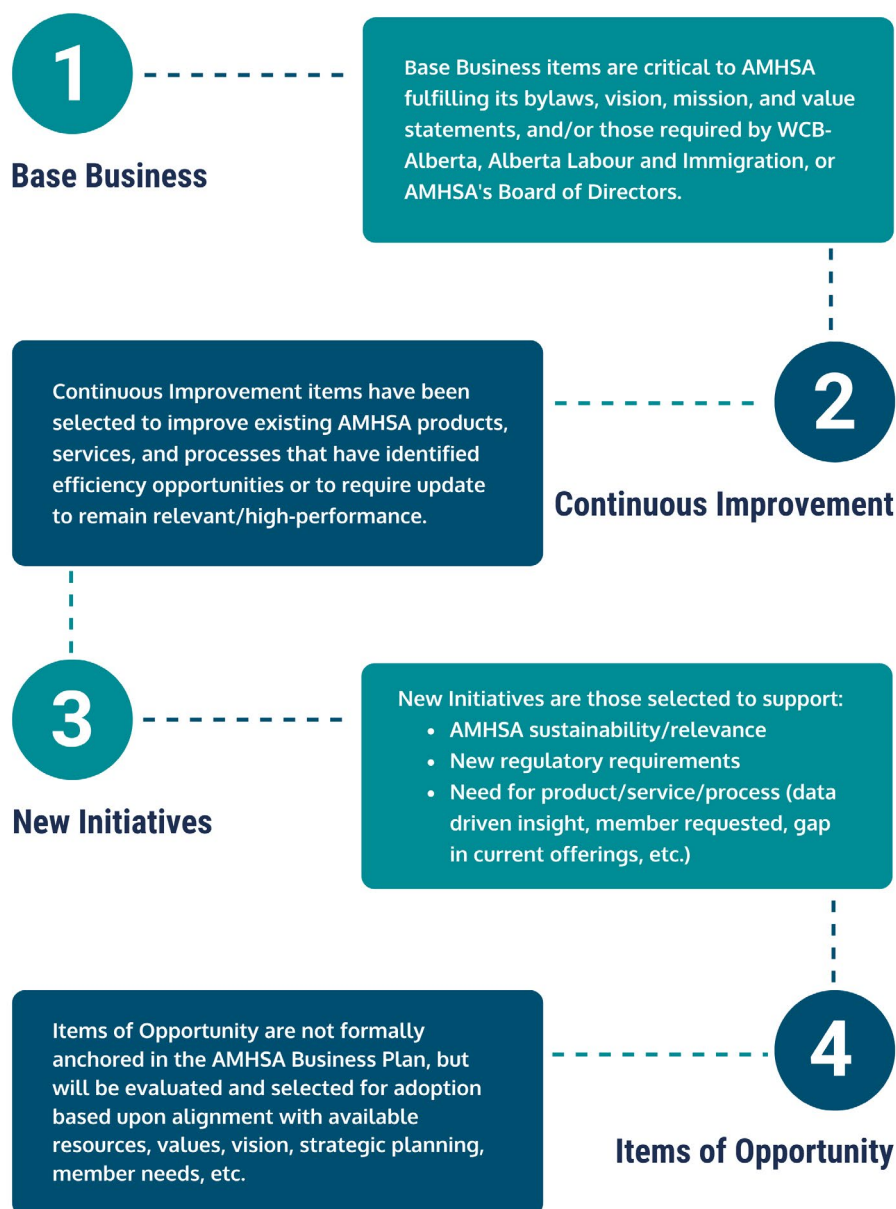 1
Base Business
Base Business items are critical to AMHSA
fulfilling its bylaws, vision, mission, and value
statements, and/or those required by WCB-
Alberta, Alberta Labour and Immigration, or
AMHSA's Board of Directors.
2
Continuous Improvement
Continuous Improvement items have been
selected to improve existing AMHSA products,
services, and processes that have identified
efficiency opportunities or to require update
to remain relevant/high-performance.
3
New Initiatives
New Initiatives are those selected to support:
• AMHSA sustainability/relevance
• New regulatory requirements
• Need for product/service/process (data
driven insight, member requested, gap
in current offerings, etc.)
4
Items of Opportunity
Items of Opportunity are not formally
anchored in the AMHSA Business Plan, but
will be evaluated and selected for adoption
based upon alignment with available
resources, values, vision, strategic planning,
member needs, etc.